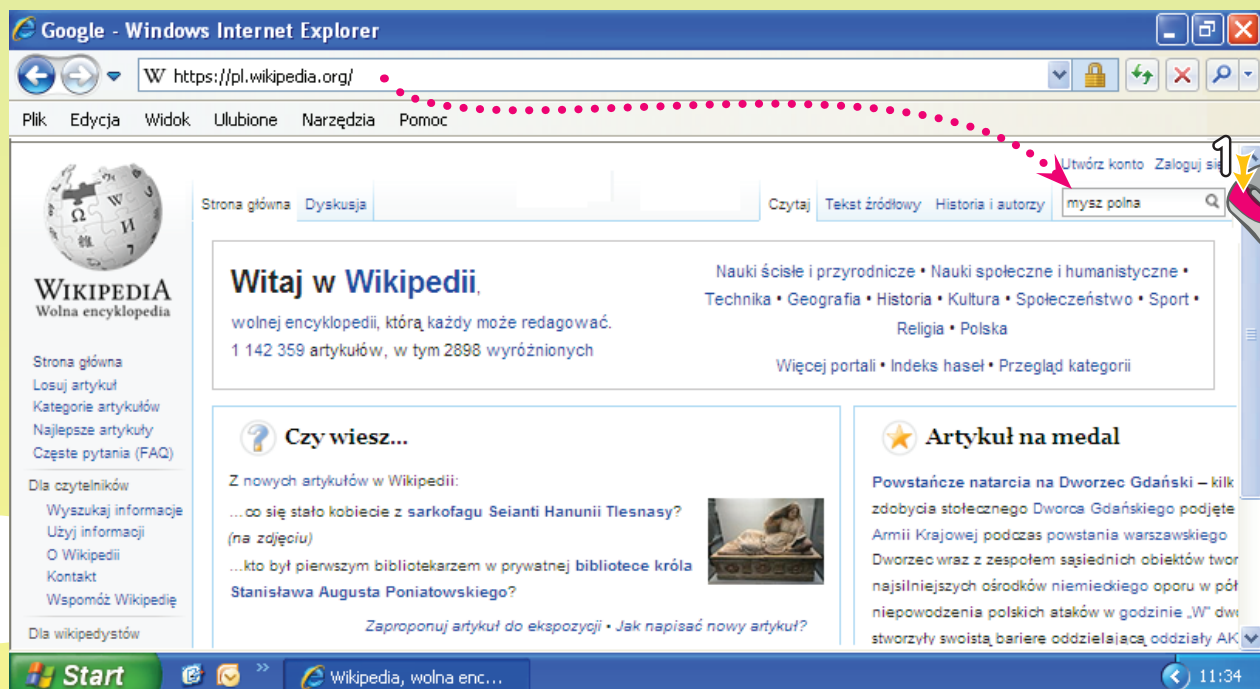 Google - Windows Internet Explorer
W https://pl.wikipedia.org/
Plik Edycja Widok Ulubione Narzędzia Pomoc
1
Utwórz konto Zaloguj się
Strona główna Dyskusja Czytaj Tekst źródłowy Historia i autorzy mysz polna
WIKIPEDIA
Wolna encyklopedia
Strona główna
Losuj artykuł
Kategorie artykułów
Najlepsze artykuły
Częste pytania (FAQ)
Dla czytelników
Wyszukaj informacje
Użyj informacji
O Wikipedii
Kontakt
Wspomóż Wikipedię
Dla wikipedystów
Witaj w Wikipedii,
wolnej encyklopedii, którą każdy może redagować.
1 142 359 artykułów, w tym 2898 wyróżnionych
Nauki ścisłe i przyrodnicze • Nauki społeczne i humanistyczne •
Technika • Geografia • Historia • Kultura • Społeczeństwo • Sport •
Religia • Polska
Więcej portali • Indeks haseł • Przegląd kategorii
Czy wiesz...
Z nowych artykułów w Wikipedii:
...co się stało kobiecie z sarkofagu Seianti Hanunii Tlesnasy?
(na zdjęciu)
...kto był pierwszym bibliotekarzem w prywatnej bibliotece króla
Stanisława Augusta Poniatowskiego?
Zaproponuj artykuł do ekspozycji • Jak napisać nowy artykuł?
Artykuł na medal
Powstańcze natarcia na Dworzec Gdański – kilk
zdobycia stołecznego Dworca Gdańskiego podjęte
Armii Krajowej podczas powstania warszawskiego
Dworzec wraz z zespołem sąsiednich obiektów twor
najsilniejszych ośrodków niemieckiego oporu w pół
niepowodzenia polskich ataków w godzinie „W" dwo
stworzyły swoistą barierę oddzielającą oddziały AK
Start » Wikipedia, wolna enc... 11:34